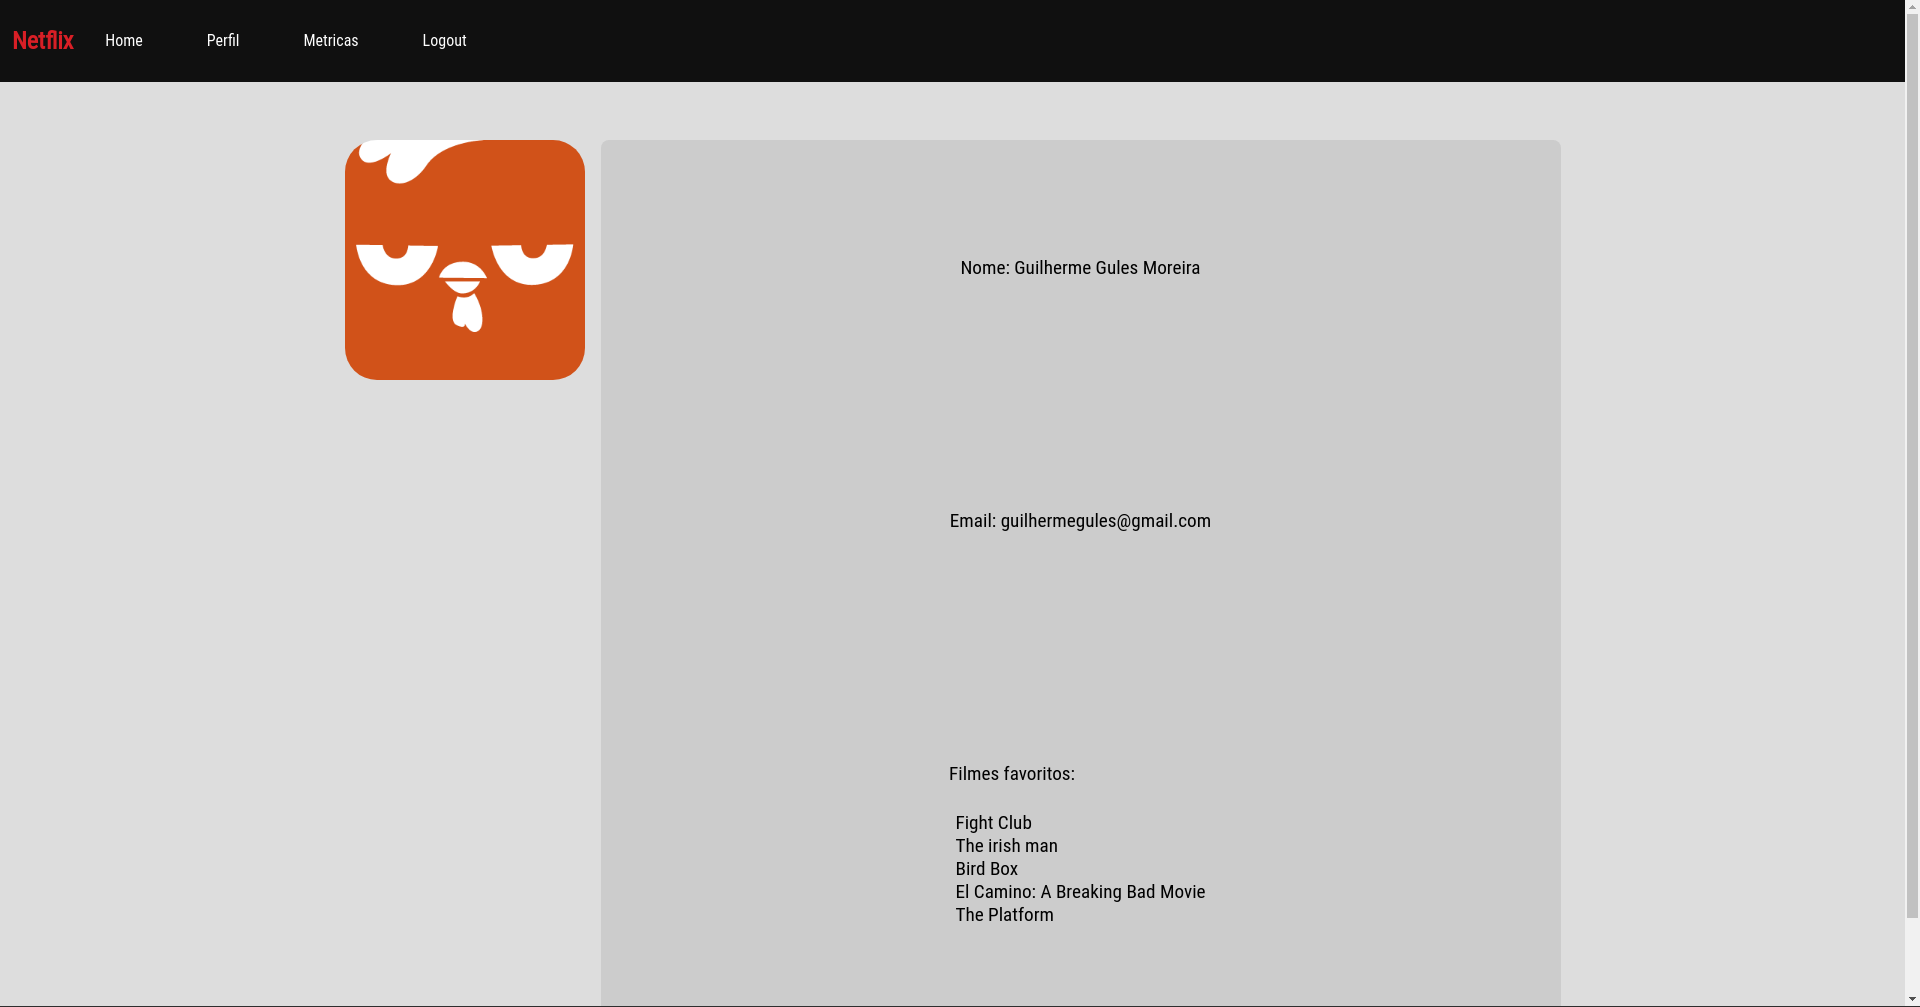 Netflix Home Perfil Metricas Logout
Nome: Guilherme Gules Moreira
Email: guilhermegules@gmail.com
Filmes favoritos:
Fight Club
The irish man
Bird Box
El Camino: A Breaking Bad Movie
The Platform